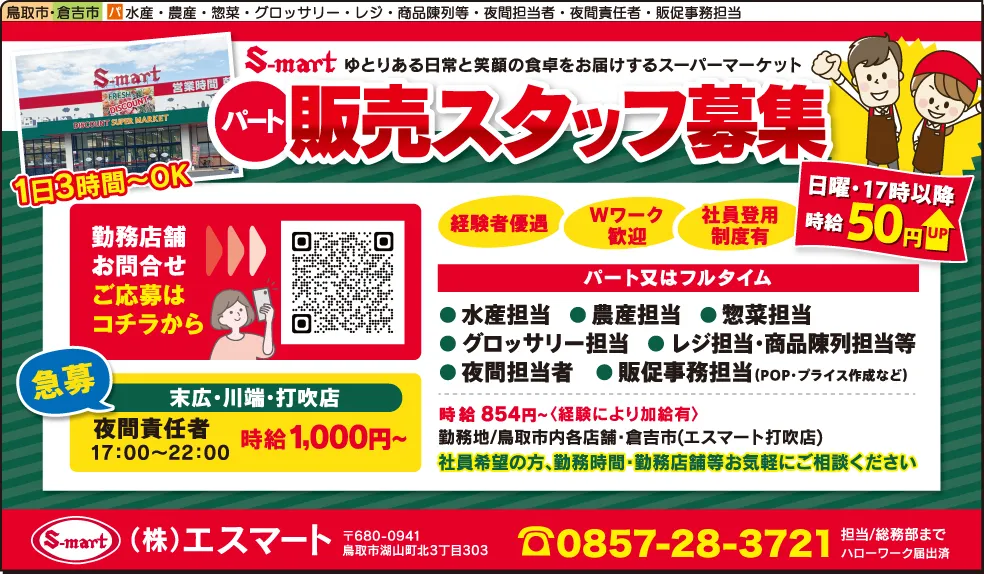 鳥取市・倉吉市 パ 水産・農産・惣菜・グロッサリー・レジ・商品陳列等・夜間担当者・夜間責任者・販促事務担当
S-mart
営業時間
FRESH
DISCOUNT
DISCOUNT SUPER MARKET
1日3時間〜OK
S-mart ゆとりある日常と笑顔の食卓をお届けするスーパーマーケット
パート 販売スタッフ募集
日曜・17時以降
時給50円UP
勤務店舗
お問合せ
ご応募は
コチラから
経験者優遇
Wワーク
歓迎
社員登用
制度有
パート又はフルタイム
● 水産担当 ● 農産担当 ● 惣菜担当
● グロッサリー担当 ● レジ担当・商品陳列担当等
● 夜間担当者 ● 販促事務担当(POP・プライス作成など)
急募
末広・川端・打吹店
夜間責任者
17:00〜22:00
時給1,000円~
時給 854円~〈経験により加給有〉
勤務地/鳥取市内各店舗・倉吉市(エスマート打吹店)
社員希望の方、勤務時間・勤務店舗等お気軽にご相談ください
S-mart
(株)エスマート
〒680-0941
鳥取市湖山町北3丁目303
☎0857-28-3721
担当/総務部まで
ハローワーク届出済